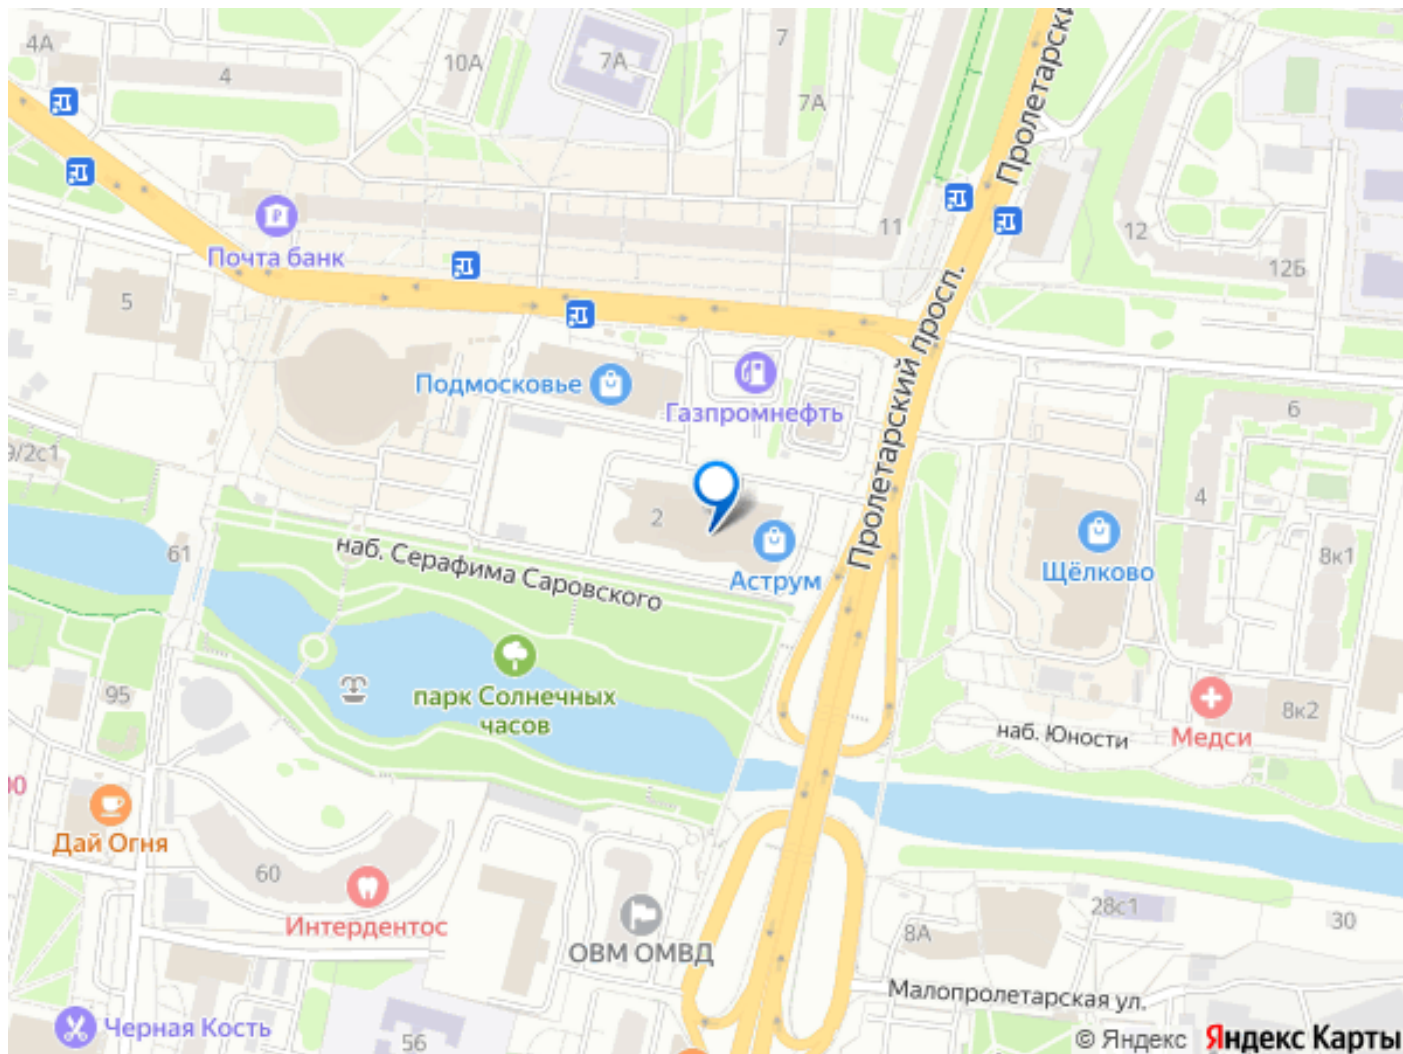 4А
4
10А
7А
7
7А
Пролетарски
Пролетарский просп.
11
12
12Б
Почта банк
5
Подмосковье
Газпромнефть
6
9/2с1
2
4
61
наб. Серафима Саровского
Аструм
Щёлково
8к1
парк Солнечных
часов
95
8к2
наб. Юности
Медси
00
Дай Огня
60
Интердентос
ОВМ ОМВД
28с1
30
8А
Малопролетарская ул.
Черная Кость
56
© Яндекс Яндекс Карты